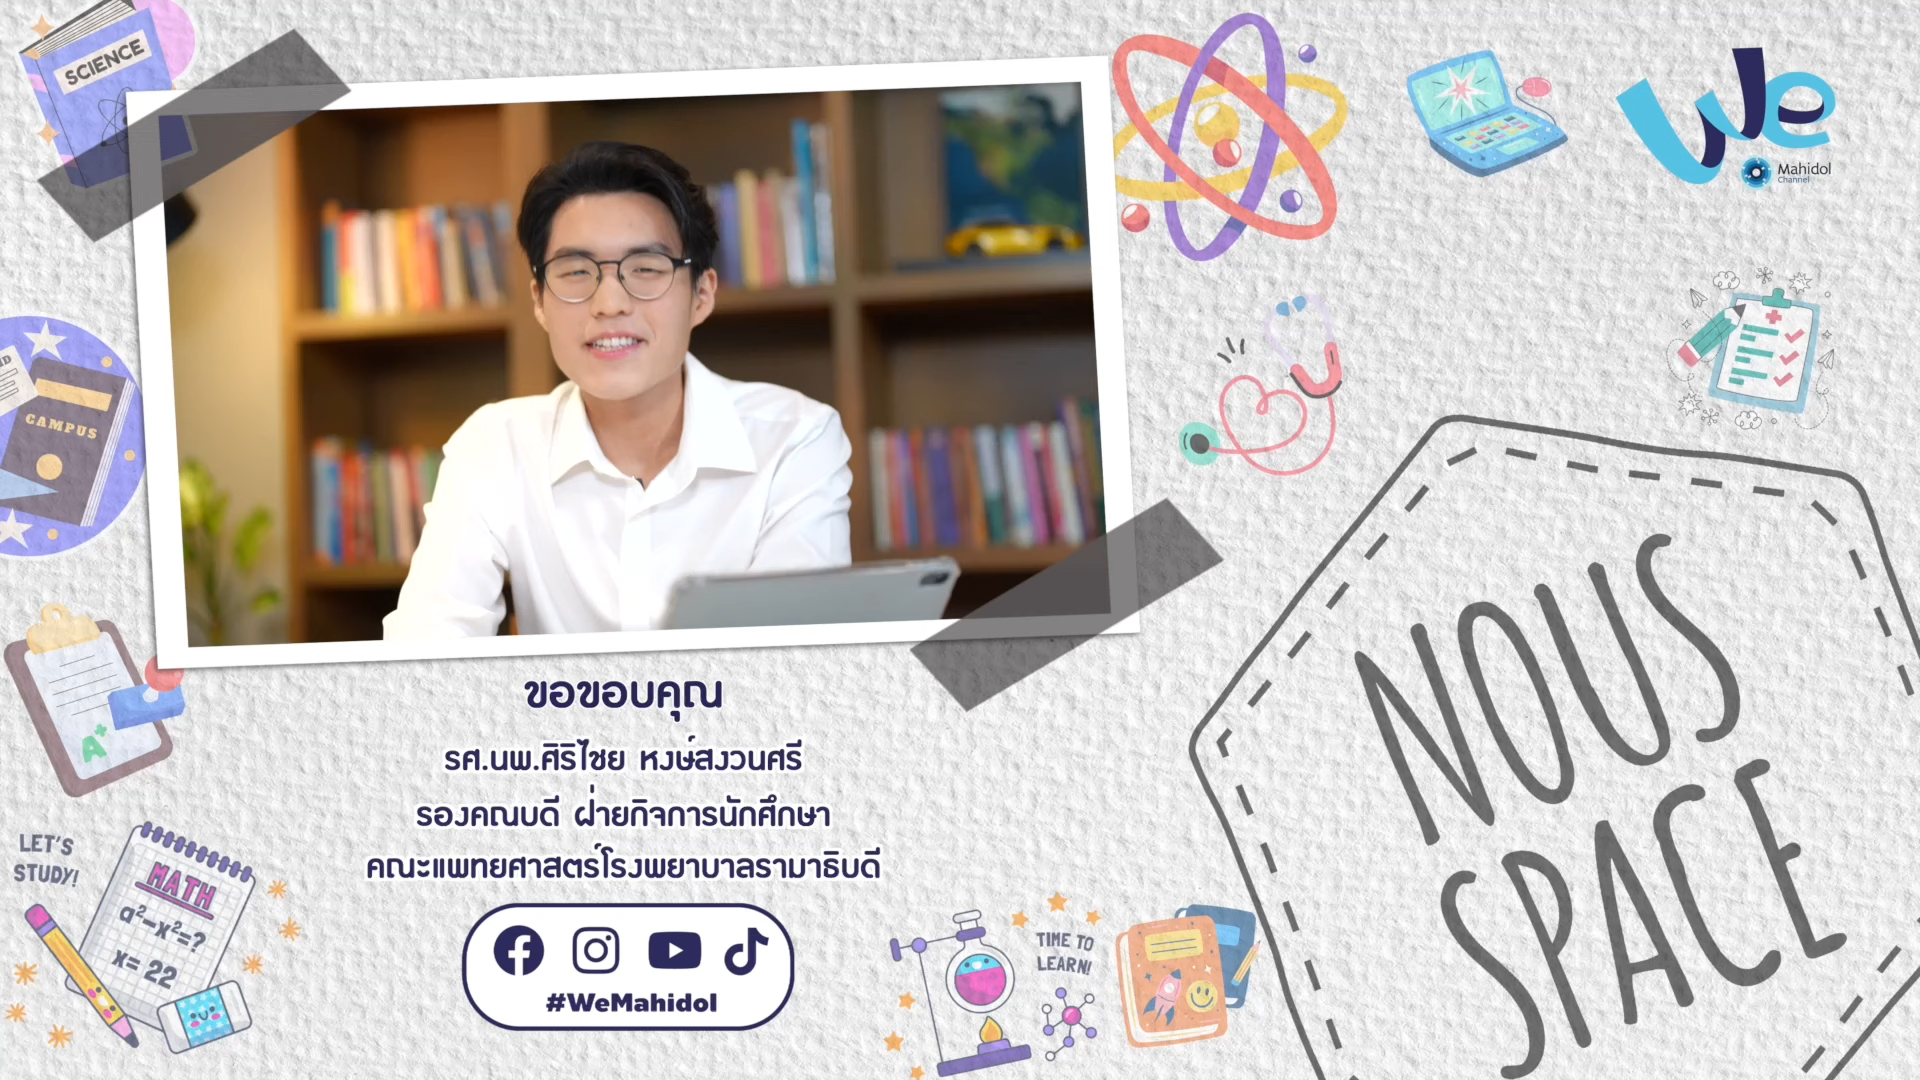 SCIENCE
We
Mahidol
Channel
CAMPUS
ขอขอบคุณ
รศ.นพ.ศิริไชย หงษ์สงวนศรี
รองคณบดี ฝ่ายกิจการนักศึกษา
คณะแพทยศาสตร์โรงพยาบาลรามาธิบดี
#WeMahidol
NOUS
SPACE
A+
LET'S
STUDY!
MATH
a²-x²=?
x= 22
TIME TO
LEARN!